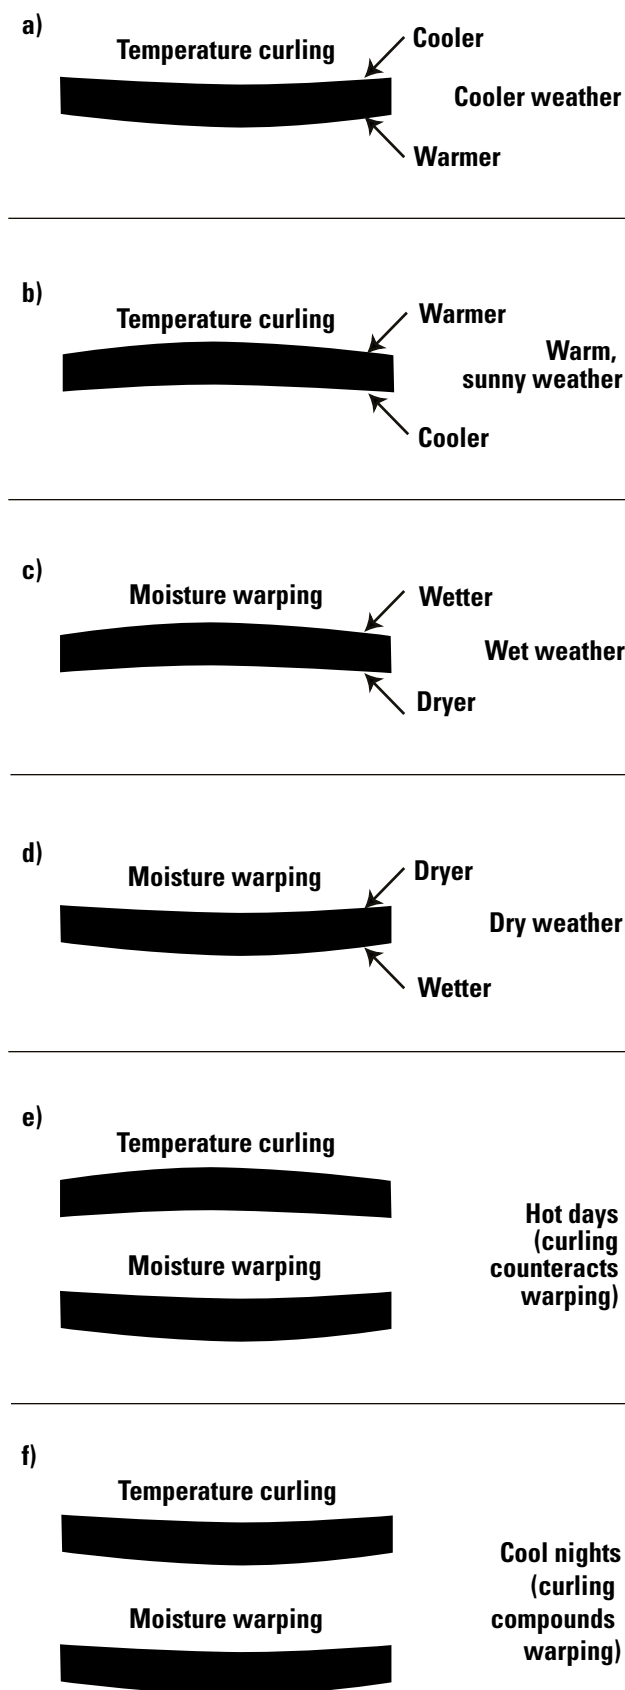 a)
Temperature curling
Cooler
Cooler weather
Warmer
b)
Temperature curling
Warmer
Warm,
sunny weather
Cooler
c)
Moisture warping
Wetter
Wet weather
Dryer
d)
Moisture warping
Dryer
Dry weather
Wetter
e)
Temperature curling
Moisture warping
Hot days
(curling
counteracts
warping)
f)
Temperature curling
Moisture warping
Cool nights
(curling
compounds
warping)